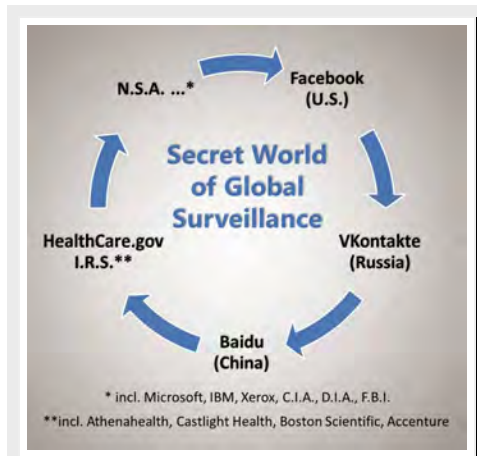 N.S.A. ...*
Facebook
(U.S.)
Secret World
of Global
Surveillance
HealthCare.gov
I.R.S.**
VKontakte
(Russia)
Baidu
(China)
* incl. Microsoft, IBM, Xerox, C.I.A., D.I.A., F.B.I.
**incl. Athenahealth, Castlight Health, Boston Scientific, Accenture